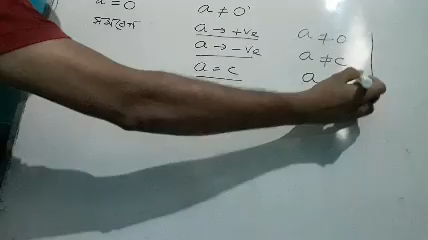 a = 0
সমবেগ
a ≠ 0
a → +ve
a → -ve
a = c
a ≠ 0
a ≠ c
a